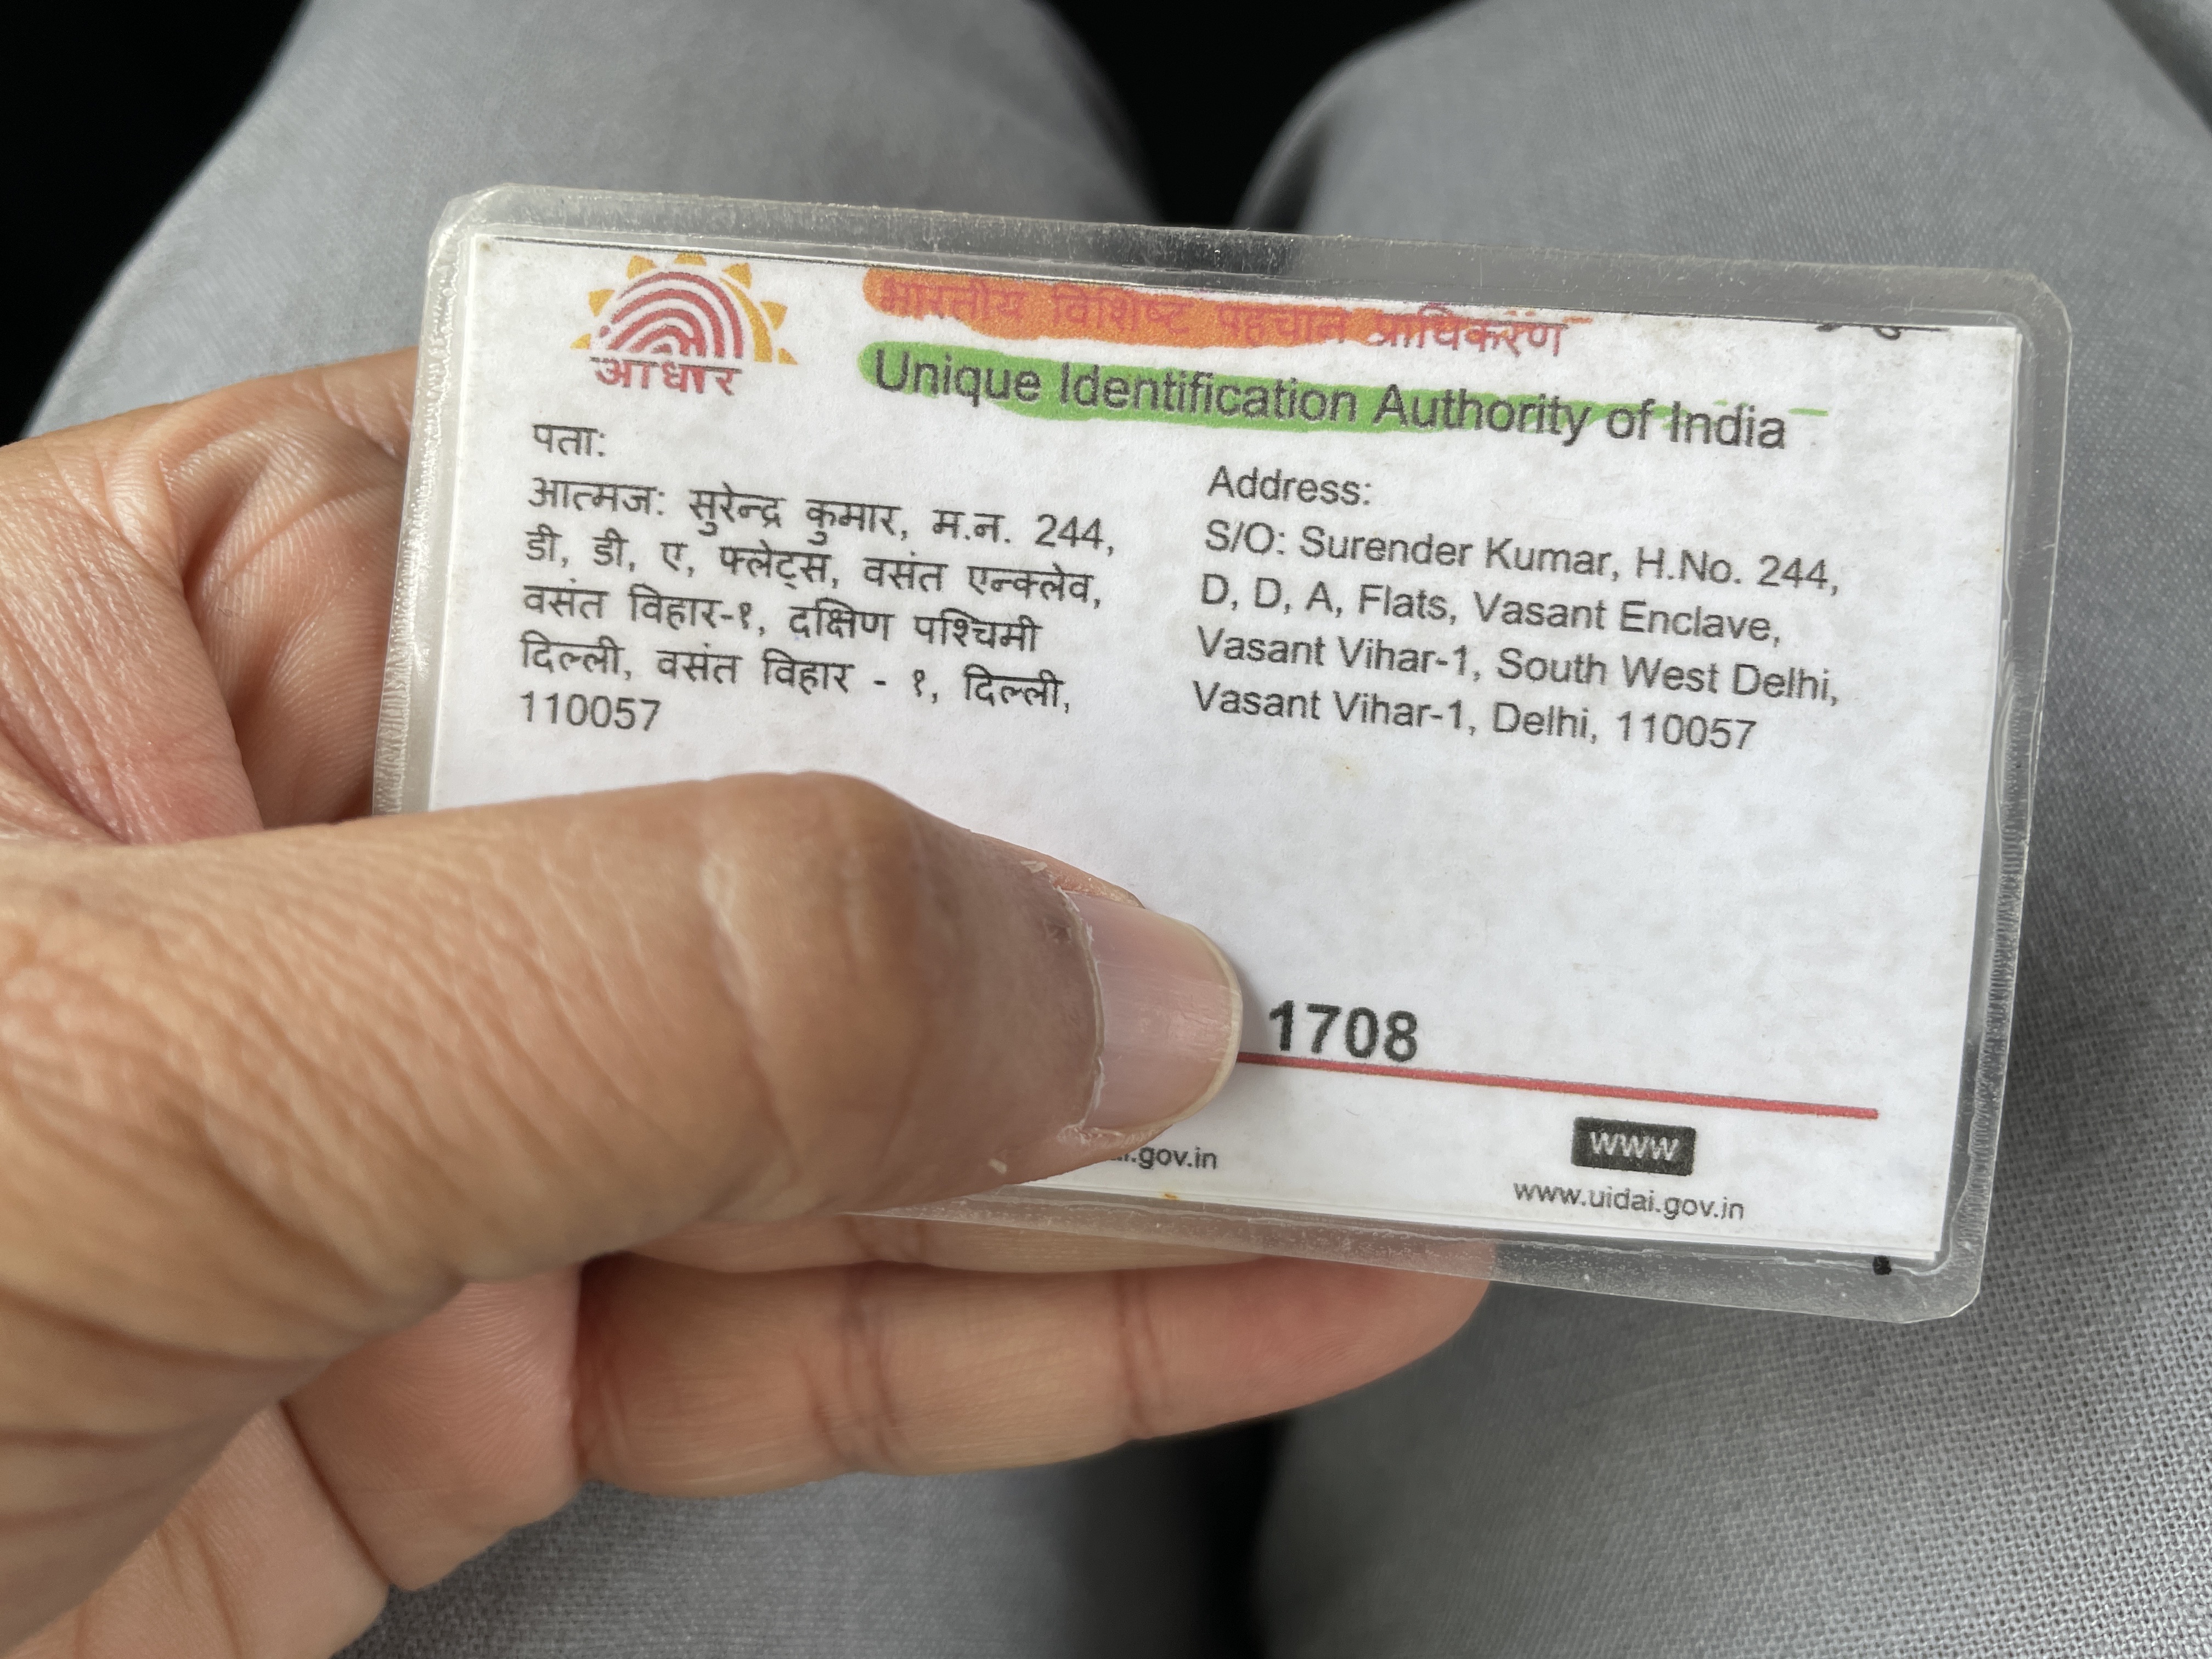 आधार
भारतीय विशिष्ट पहचान प्राधिकरण
Unique Identification Authority of India
पता:
आत्मज: सुरेन्द्र कुमार, म.न. 244,
डी, डी, ए, फ्लेट्स, वसंत एन्क्लेव,
वसंत विहार-१, दक्षिण पश्चिमी
दिल्ली, वसंत विहार - १, दिल्ली,
110057
Address:
S/O: Surender Kumar, H.No. 244,
D, D, A, Flats, Vasant Enclave,
Vasant Vihar-1, South West Delhi,
Vasant Vihar-1, Delhi, 110057
1708
.gov.in
www
www.uidai.gov.in